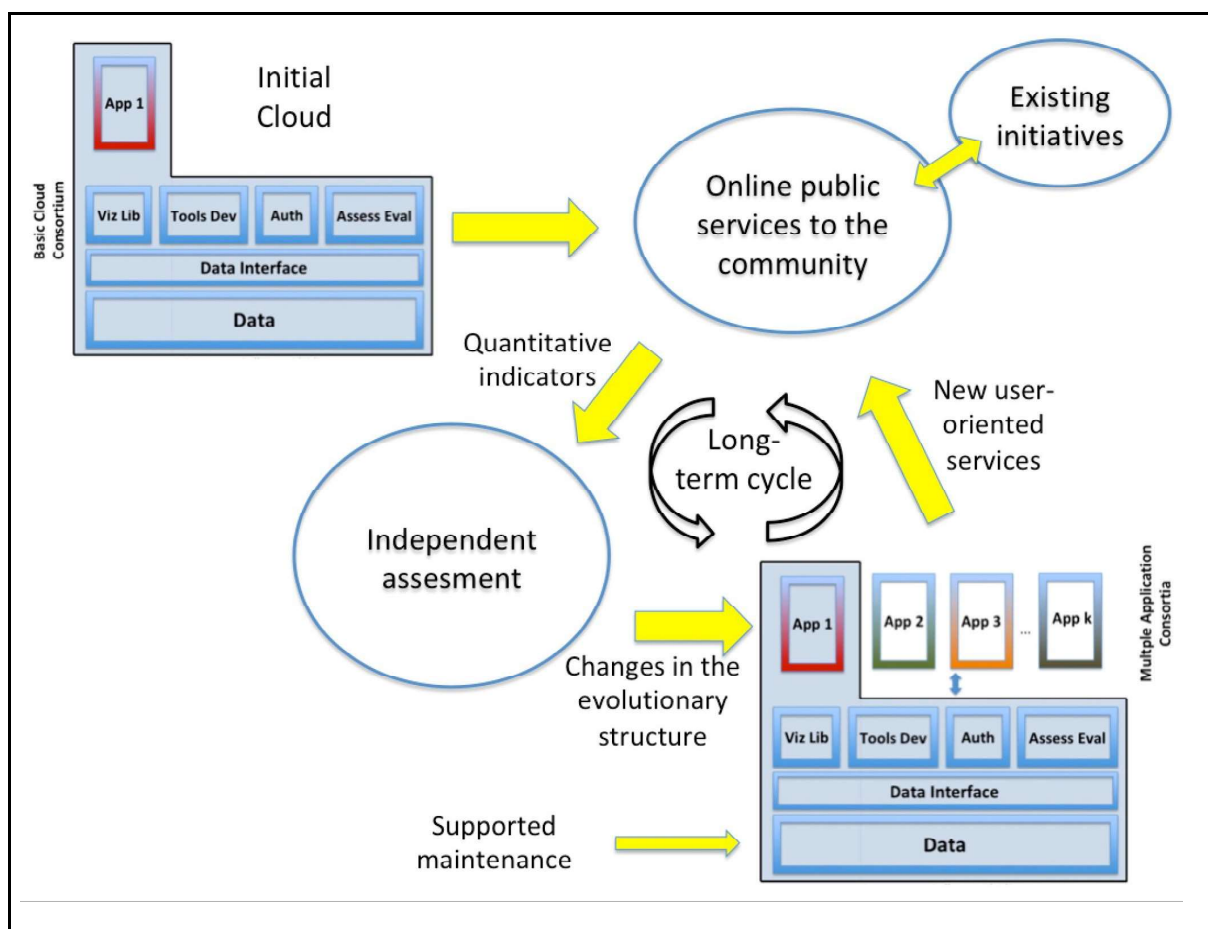 Initial
Cloud
App 1
Basic Cloud
Consortium
Viz Lib
Tools Dev
Auth
Assess Eval
Data Interface
Data
Existing
initiatives
Online public
services to the
community
Quantitative
indicators
Long-
term cycle
New user-
oriented
services
Independent
assesment
Changes in the
evolutionary
structure
App 1
App 2
App 3
...
App k
Multple Application
Consortia
Viz Lib
Tools Dev
Auth
Assess Eval
Data Interface
Data
Supported
maintenance